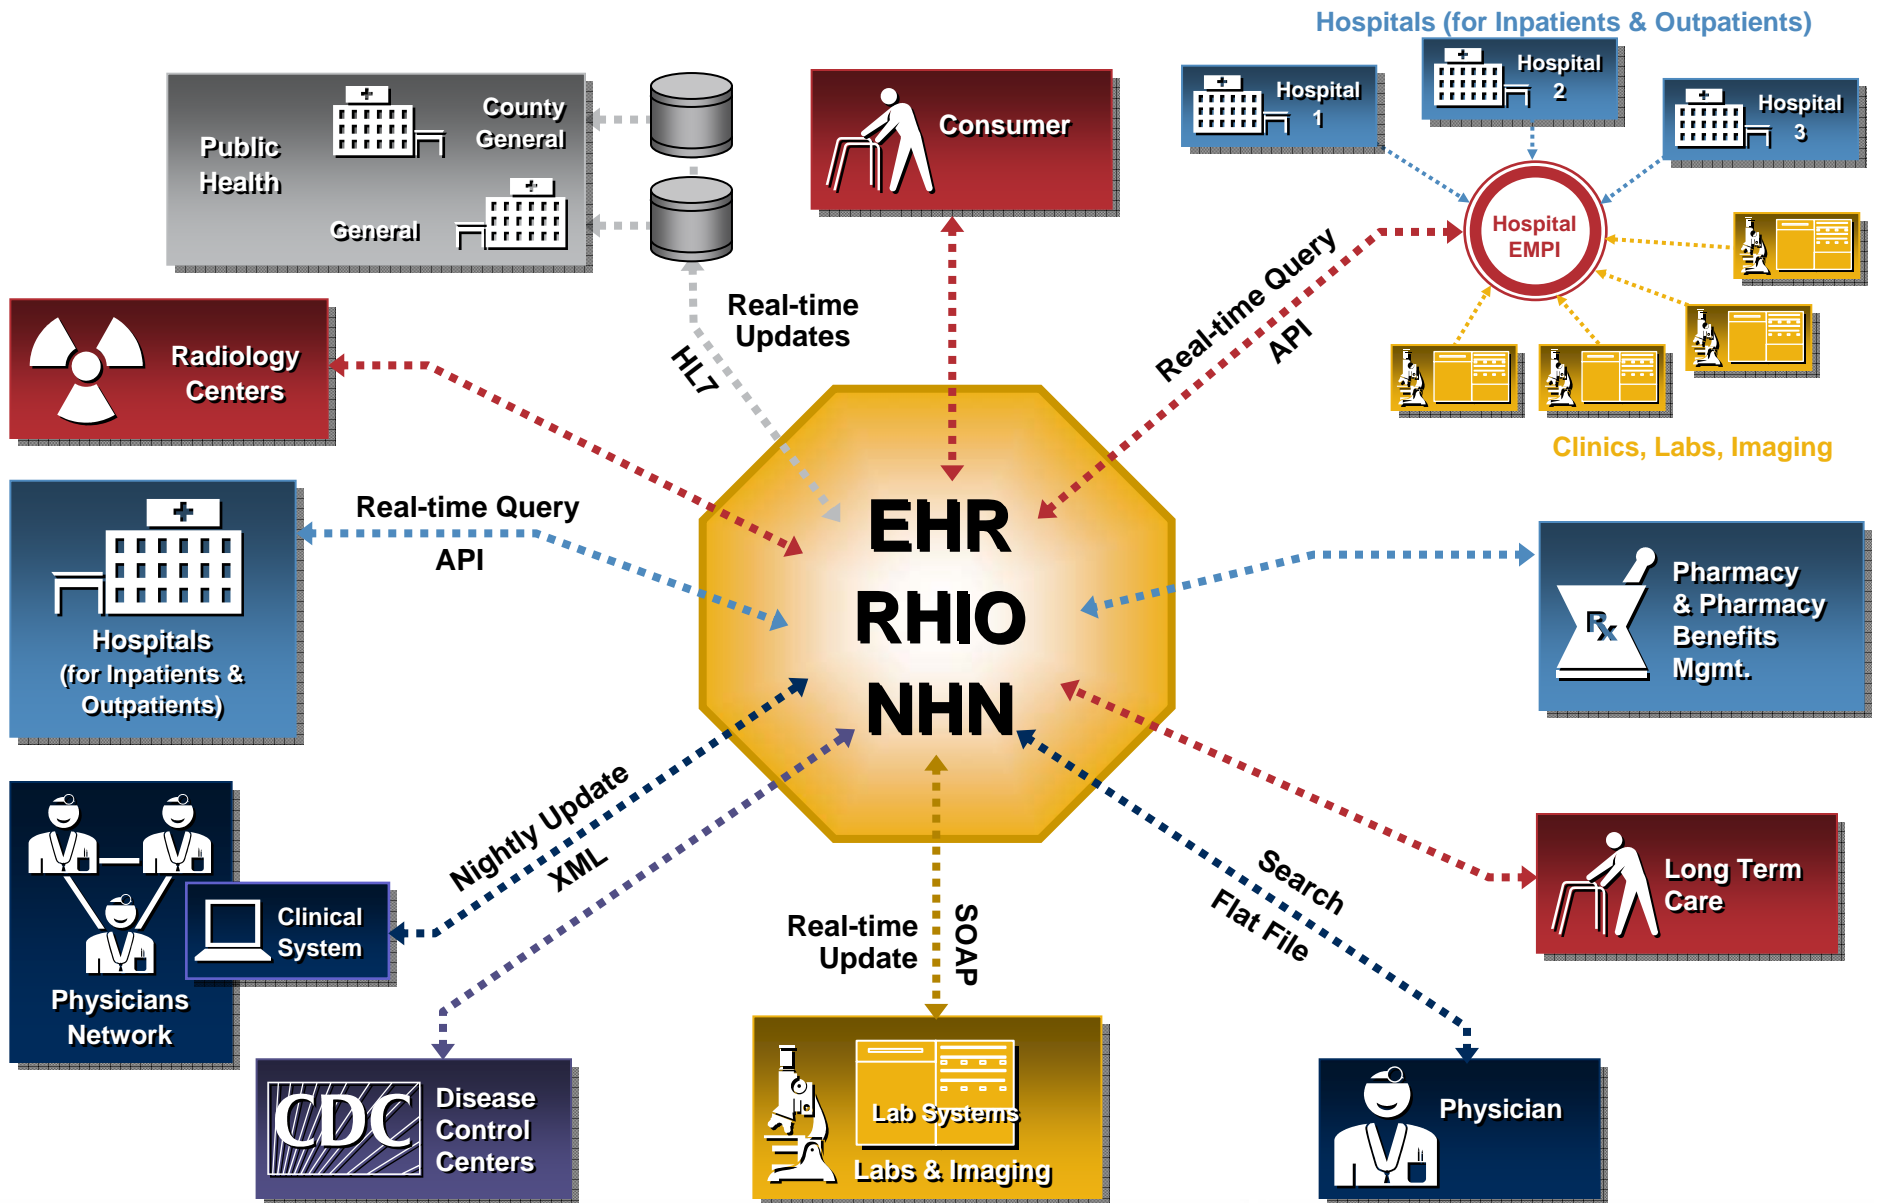 Hospitals (for Inpatients & Outpatients)
Hospital
1
Hospital
2
Hospital
3
Hospital
EMPI
Clinics, Labs, Imaging
Public
Health
County
General
General
Consumer
Real-time
Updates
HL7
Real-time Query
API
Radiology
Centers
Real-time Query
API
Hospitals
(for Inpatients &
Outpatients)
EHR
RHIO
NHN
Rx
Pharmacy
& Pharmacy
Benefits
Mgmt.
Nightly Update
XML
Clinical
System
Physicians
Network
CDC
Disease
Control
Centers
Real-time
Update
SOAP
Lab Systems
Labs & Imaging
Search
Flat File
Long Term
Care
Physician